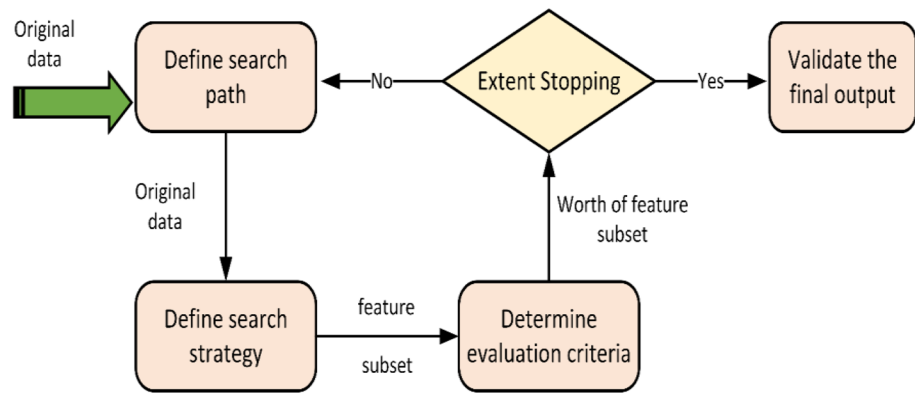 Original
data
Define search
path
No
Extent Stopping
Yes
Validate the
final output
Original
data
Worth of feature
subset
Define search
strategy
feature
subset
Determine
evaluation criteria